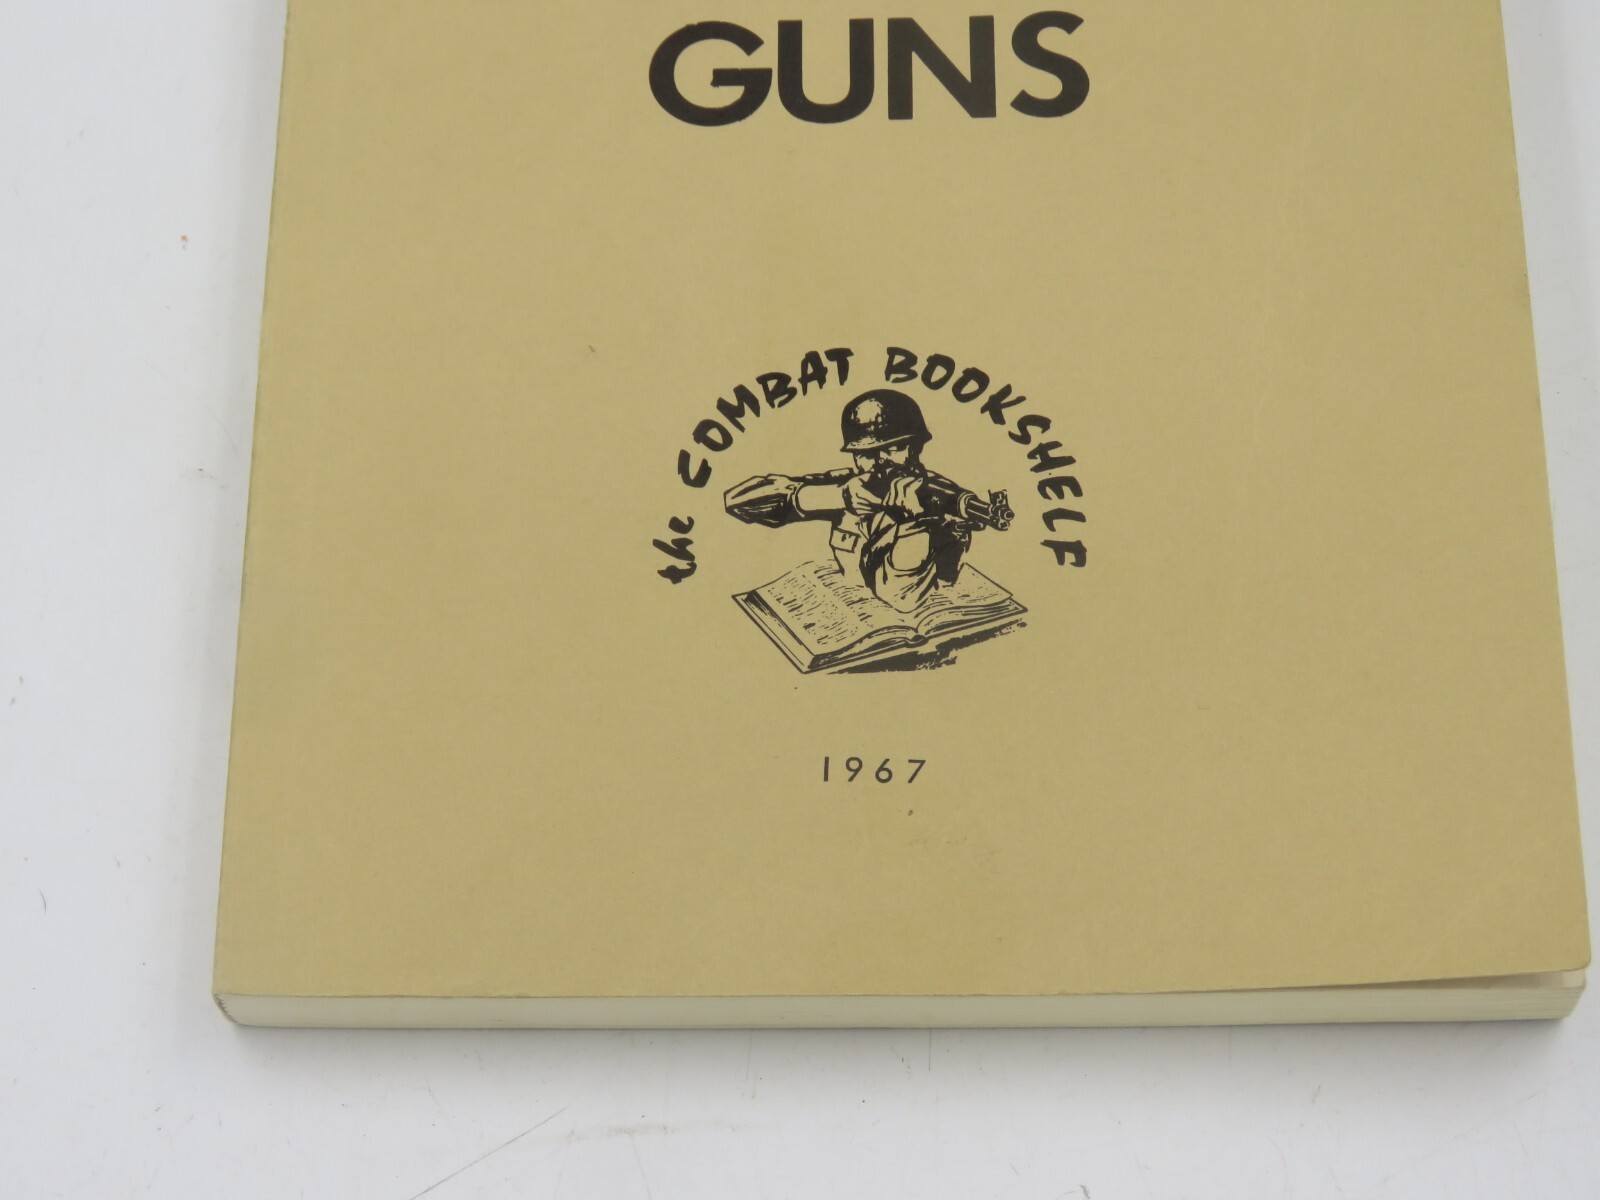 GUNS
the COMBAT BOOKSHELF
1967